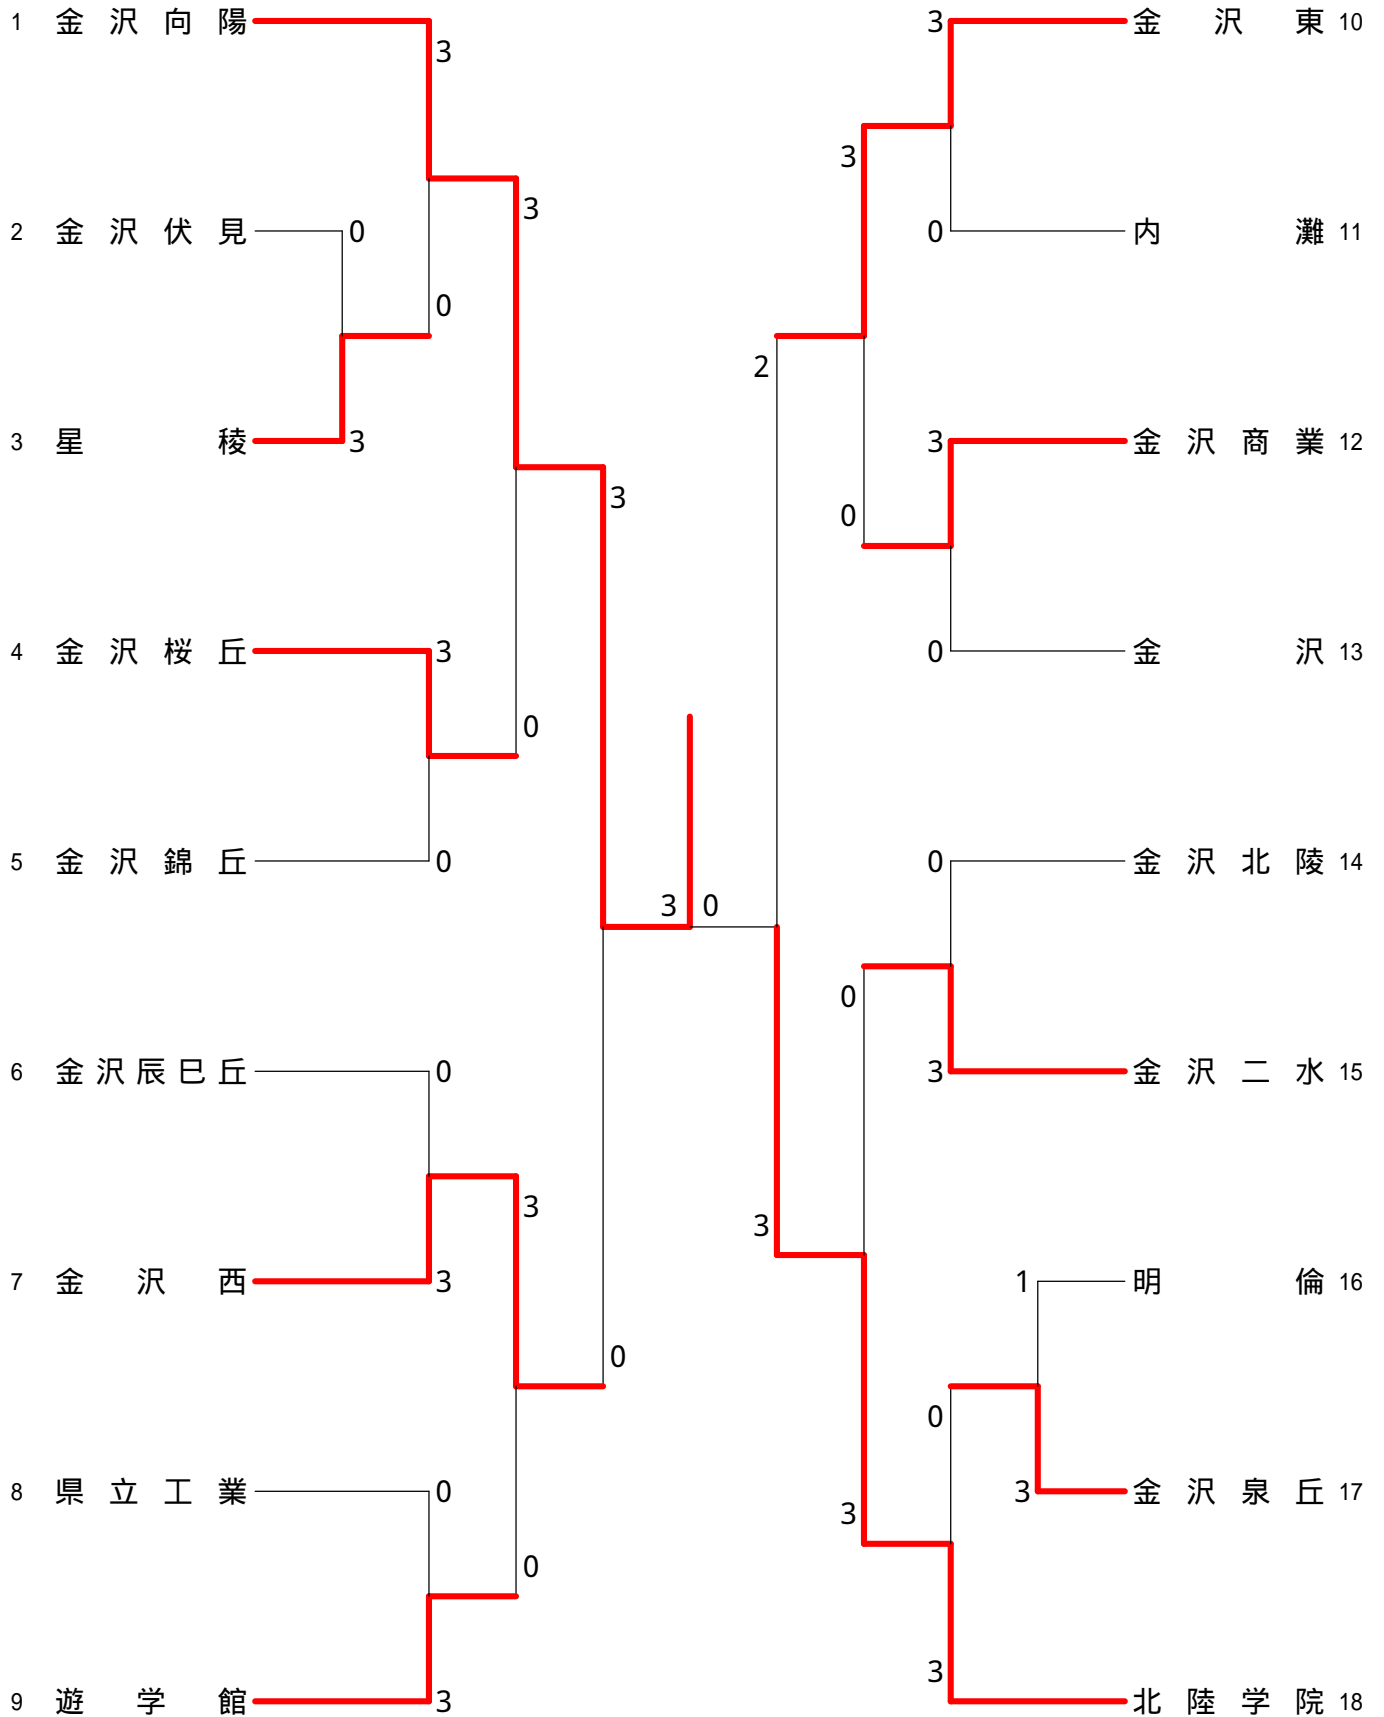 1 金沢向陽
3
3
2 金沢伏見
0
0
3 星稜
3
3
4 金沢桜丘
3
0
5 金沢錦丘
0
3 0
6 金沢辰巳丘
0
3
7 金沢西
3
0
8 県立工業
0
0
9 遊学館
3
3
金沢東 10
3
0
内灘 11
2
3
金沢商業 12
0
0
金沢 13
0
金沢北陵 14
0
3
金沢二水 15
3
1
明倫 16
0
3
金沢泉丘 17
3
3
北陸学院 18